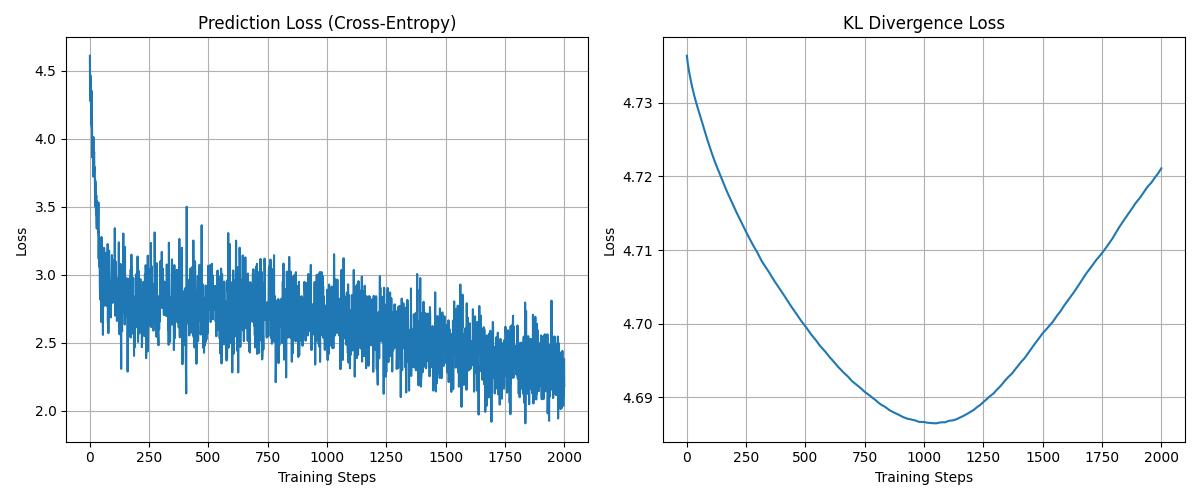 Prediction Loss (Cross-Entropy)
4.5
4.0
3.5
3.0
2.5
2.0
Loss
0 250 500 750 1000 1250 1500 1750 2000
Training Steps
KL Divergence Loss
4.73
4.72
4.71
4.70
4.69
Loss
0 250 500 750 1000 1250 1500 1750 2000
Training Steps